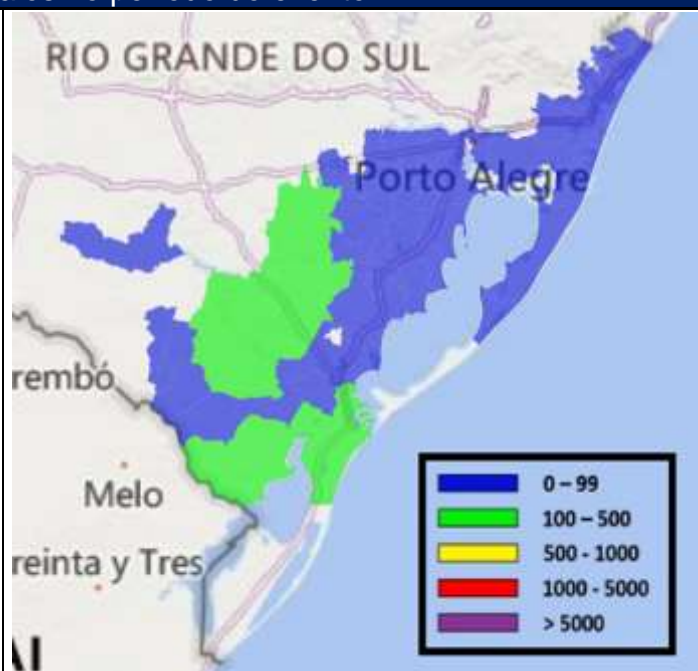 RIO GRANDE DO SUL
Porto Alegre
rembó
Melo
reinta y Tres
0 – 99
100 – 500
500 - 1000
1000 - 5000
> 5000